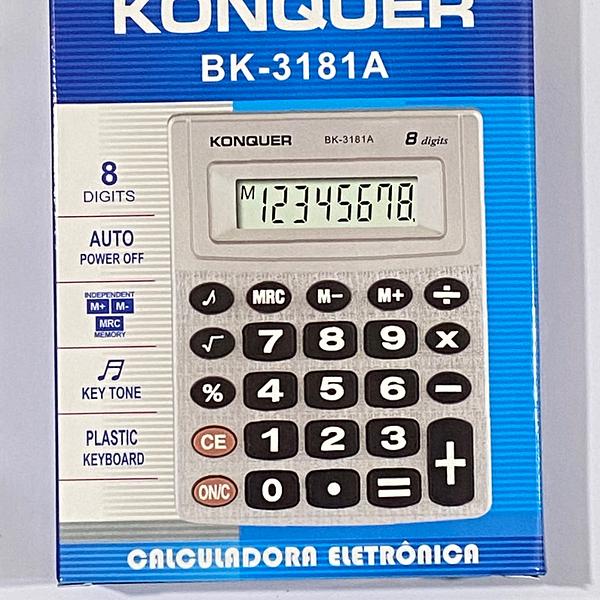 KONQUER
BK-3181A
KONQUER BK-3181A 8 digits
M 12345678.
8
DIGITS
AUTO
POWER OFF
INDEPENDENT
M+ M-
MRC
MEMORY
KEY TONE
PLASTIC
KEYBOARD
♪ MRC M− M+ ÷
√ 7 8 9 ×
% 4 5 6 −
CE 1 2 3 +
ON/C 0 • =
CALCULADORA ELETRÔNICA